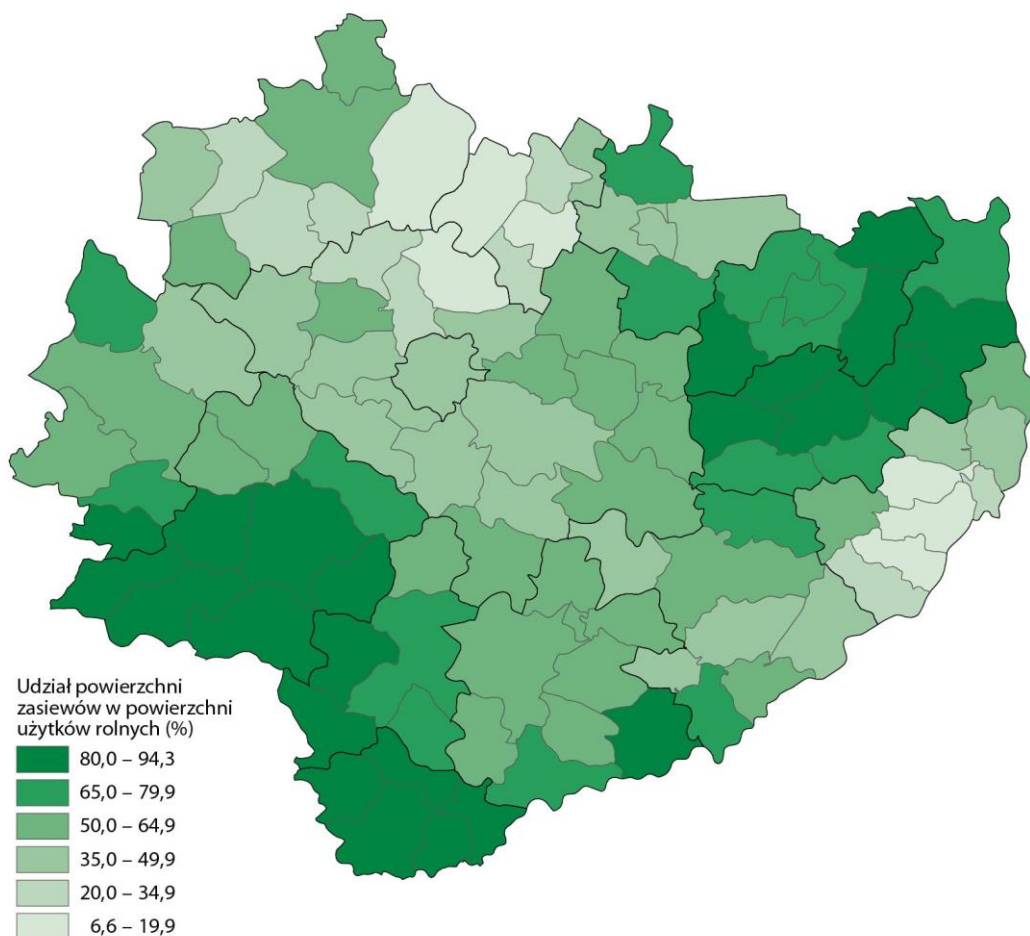 Udział powierzchni
zasiewów w powierzchni
użytków rolnych (%)
80,0 – 94,3
65,0 – 79,9
50,0 – 64,9
35,0 – 49,9
20,0 – 34,9
6,6 – 19,9